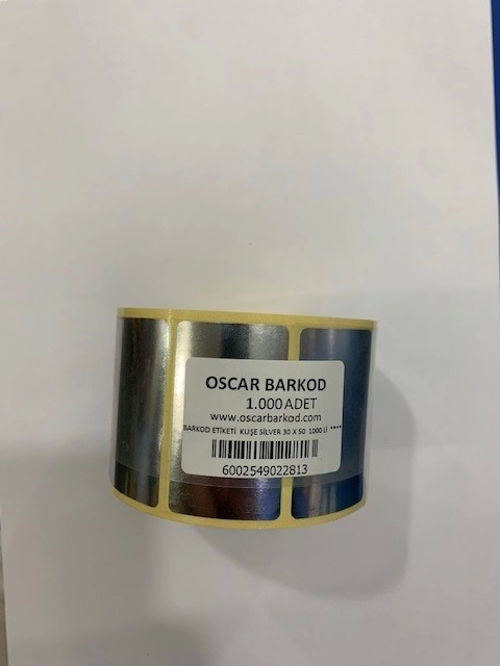 OSCAR BARKOD
1.000 ADET
www.oscarbarkod.com
BARKOD ETİKETİ KUŞE SİLVER 30 X 50 1000 Lİ ****
6002549022813